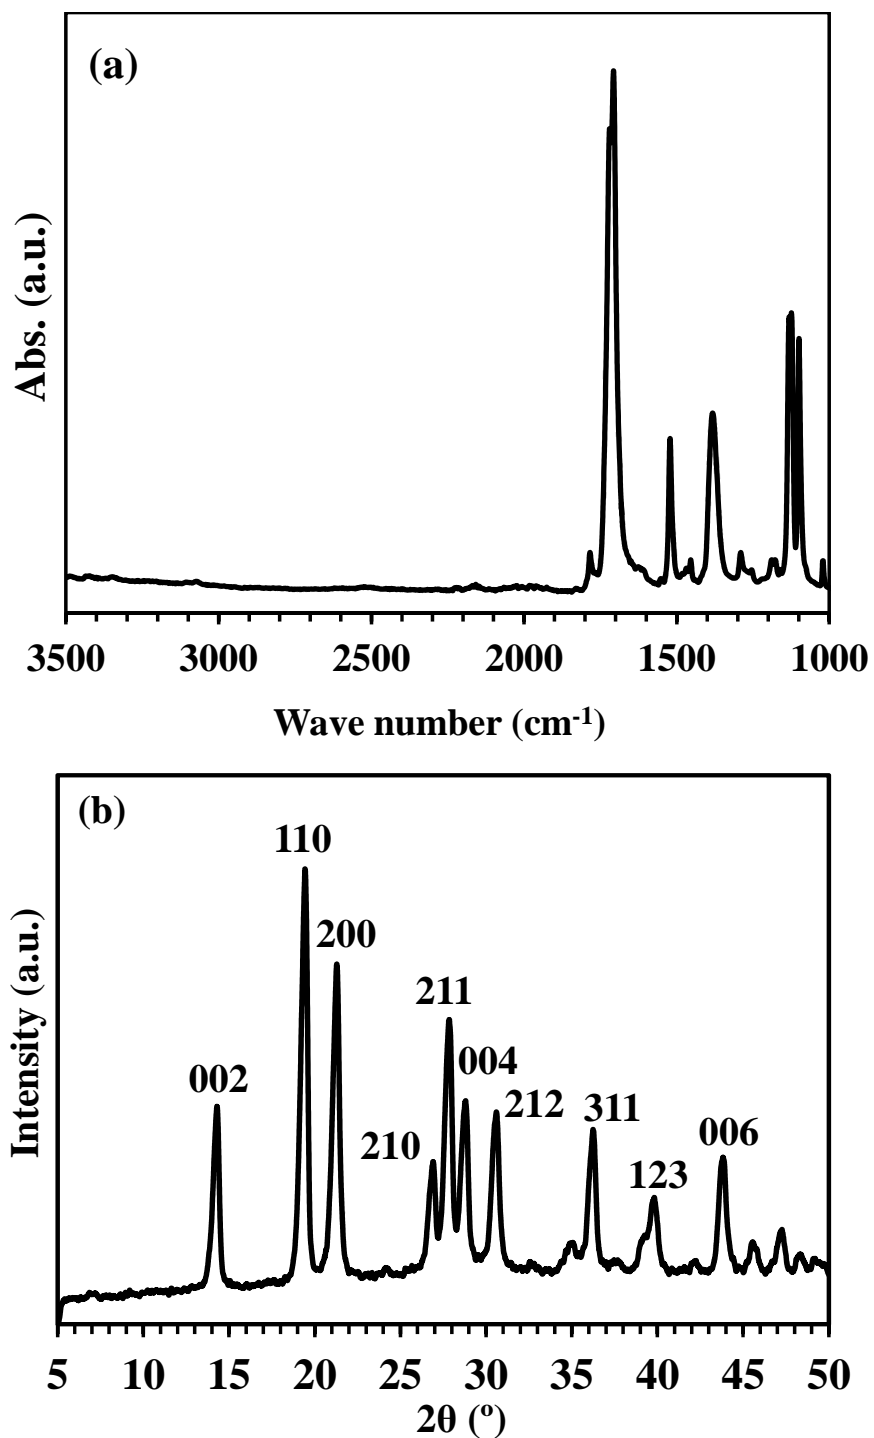 (a)
Abs. (a.u.)
3500 3000 2500 2000 1500 1000
Wave number (cm-1)
(b)
110
200
211
002
004
210
212
311
123
006
Intensity (a.u.)
5 10 15 20 25 30 35 40 45 50
2θ (º)